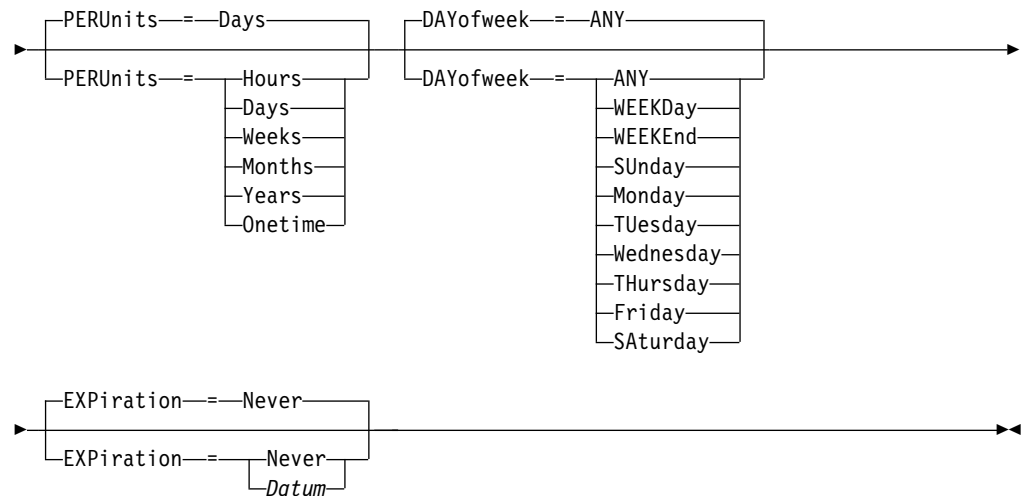 PERUnits = Days DAYofweek = ANY
PERUnits = Hours DAYofweek = ANY
Days WEEKDay
Weeks WEEKEnd
Months SUnday
Years Monday
Onetime TUesday
Wednesday
THursday
Friday
SAturday
EXPiration = Never
EXPiration = Never
Datum